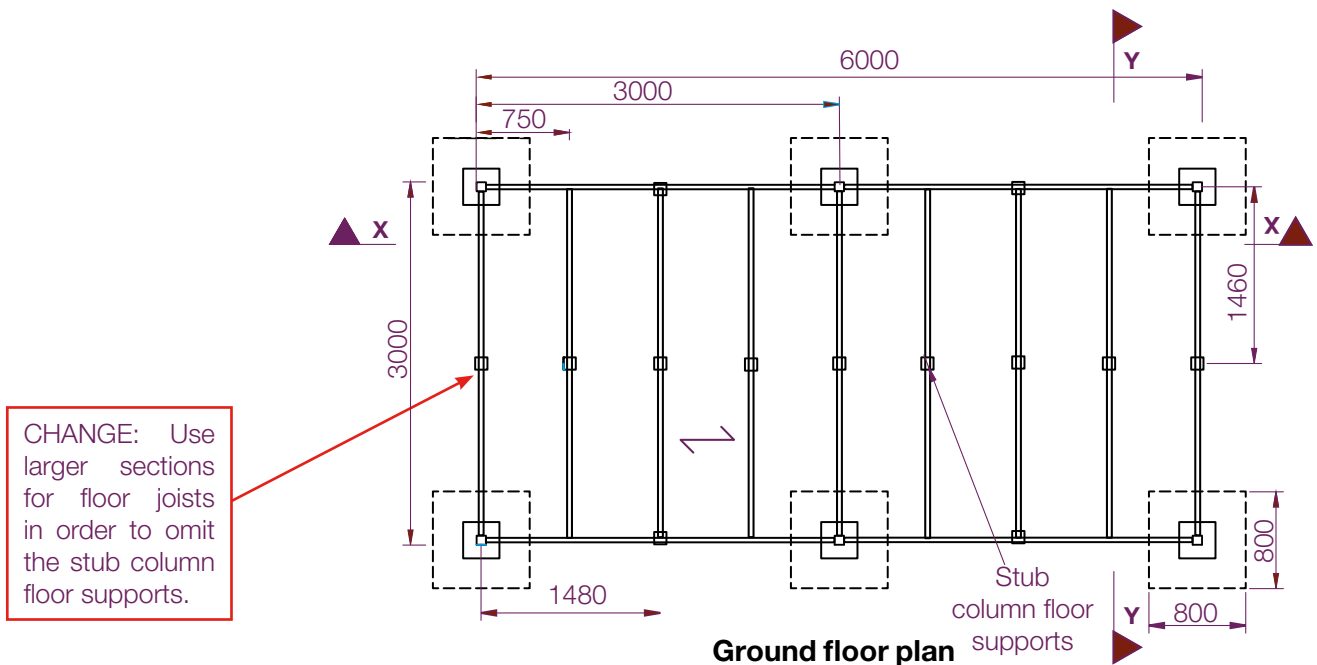 Y
6000
3000
750
X
X
3000
1460
CHANGE: Use
larger sections
for floor joists
in order to omit
the stub column
floor supports.
800
1480
Stub
column floor
supports
Y
800
Ground floor plan